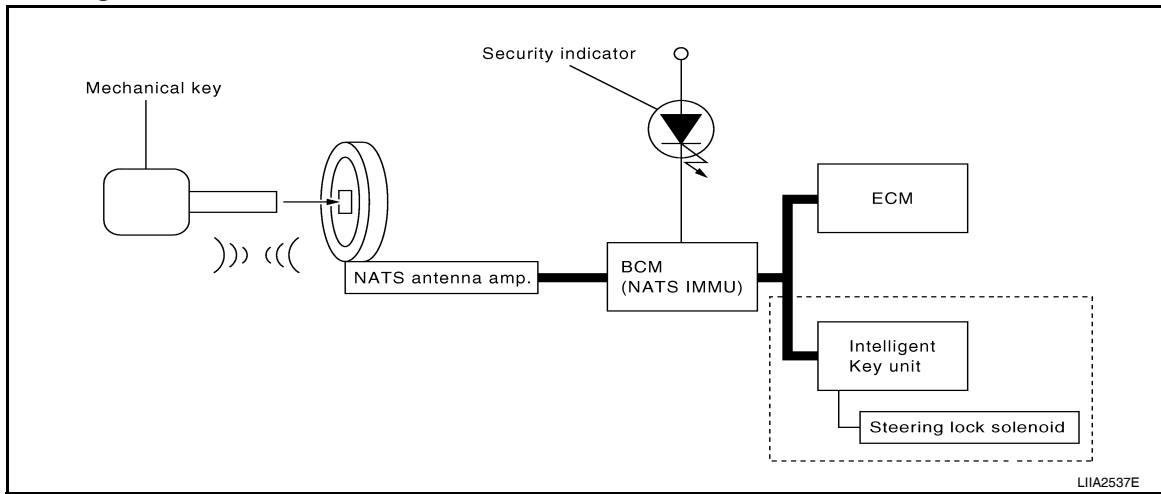 Security indicator
Mechanical key
ECM
NATS antenna amp.
BCM
(NATS IMMU)
Intelligent
Key unit
Steering lock solenoid
LIIA2537E